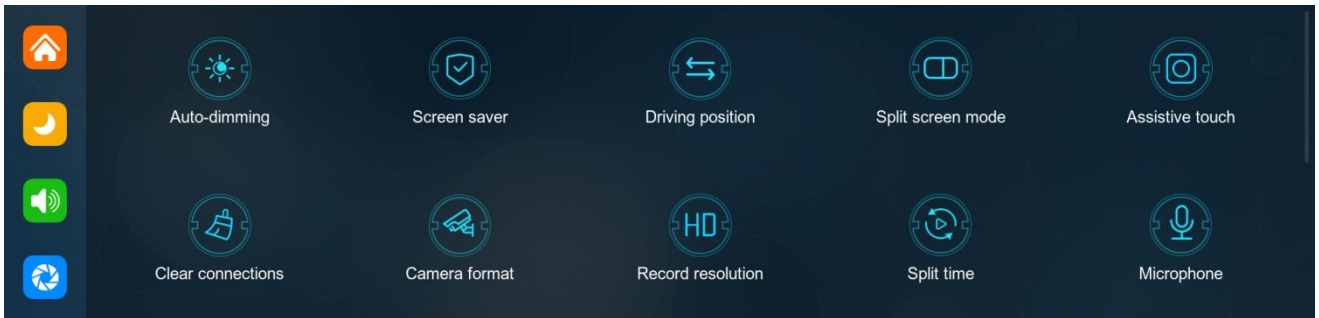 Auto-dimming
Screen saver
Driving position
Split screen mode
Assistive touch
Clear connections
Camera format
HD
Record resolution
Split time
Microphone